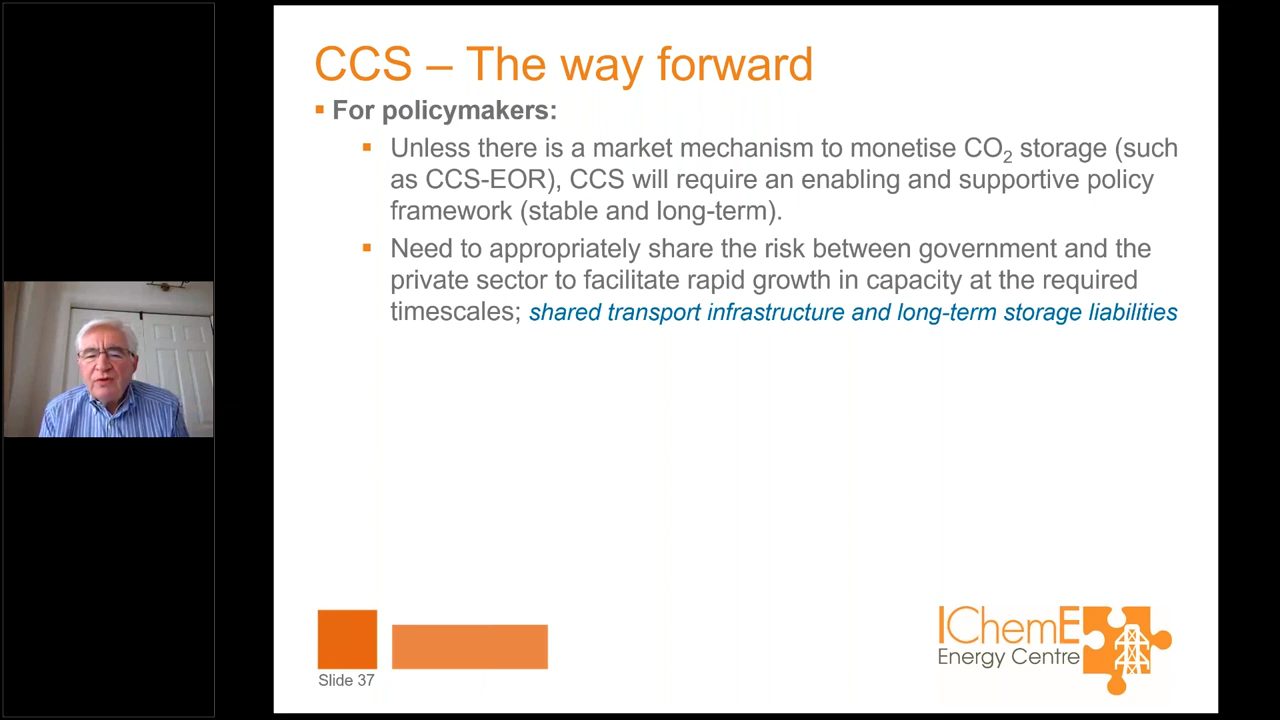 CCS – The way forward
▪ For policymakers:
▪ Unless there is a market mechanism to monetise CO₂ storage (such
as CCS-EOR), CCS will require an enabling and supportive policy
framework (stable and long-term).
▪ Need to appropriately share the risk between government and the
private sector to facilitate rapid growth in capacity at the required
timescales; shared transport infrastructure and long-term storage liabilities
IChemE
Energy Centre
Slide 37